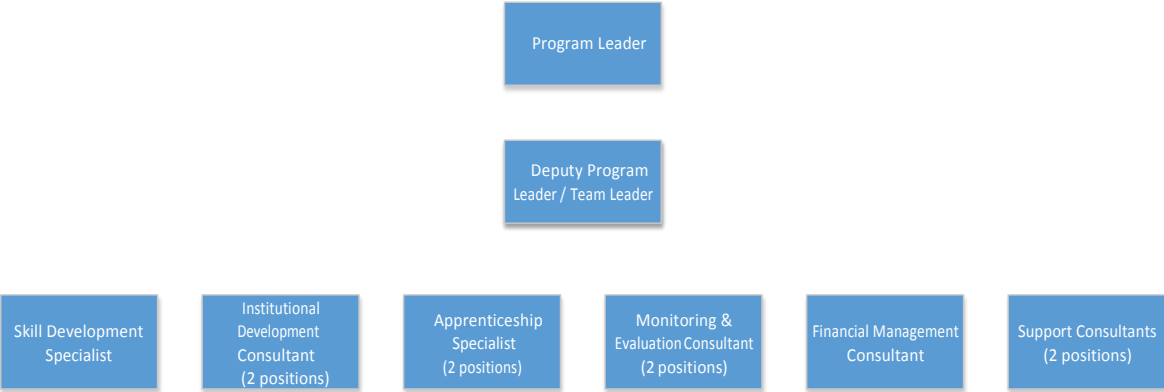 Program Leader
Deputy Program
Leader / Team Leader
Skill Development
Specialist
Institutional
Development
Consultant
(2 positions)
Apprenticeship
Specialist
(2 positions)
Monitoring &
Evaluation Consultant
(2 positions)
Financial Management
Consultant
Support Consultants
(2 positions)